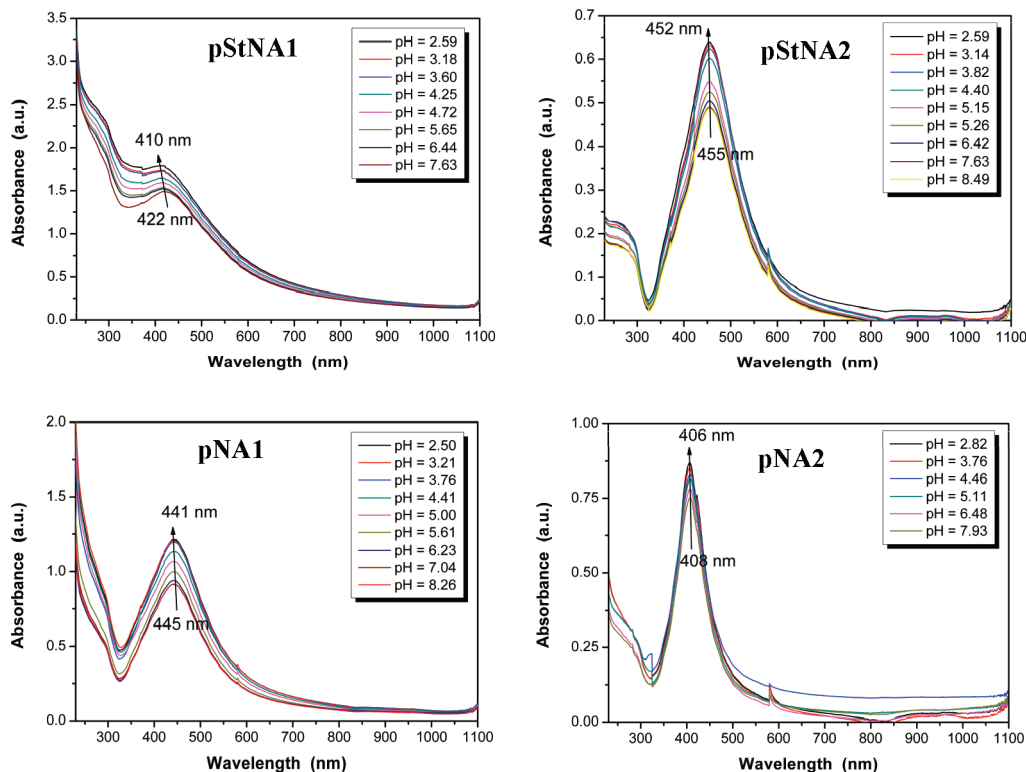 pStNA1
3.5
3.0
2.5
2.0
1.5
1.0
0.5
0.0
Absorbance (a.u.)
300 400 500 600 700 800 900 1000 1100
Wavelength (nm)
410 nm
422 nm
pH = 2.59
pH = 3.18
pH = 3.60
pH = 4.25
pH = 4.72
pH = 5.65
pH = 6.44
pH = 7.63
pStNA2
0.7
0.6
0.5
0.4
0.3
0.2
0.1
0.0
Absorbance (a.u.)
300 400 500 600 700 800 900 1000 1100
Wavelength (nm)
452 nm
455 nm
pH = 2.59
pH = 3.14
pH = 3.82
pH = 4.40
pH = 5.15
pH = 5.26
pH = 6.42
pH = 7.63
pH = 8.49
pNA1
2.0
1.5
1.0
0.5
0.0
Absorbance (a.u.)
300 400 500 600 700 800 900 1000 1100
Wavelength (nm)
441 nm
445 nm
pH = 2.50
pH = 3.21
pH = 3.76
pH = 4.41
pH = 5.00
pH = 5.61
pH = 6.23
pH = 7.04
pH = 8.26
pNA2
1.00
0.75
0.50
0.25
0.00
Absorbance (a.u.)
300 400 500 600 700 800 900 1000 1100
Wavelength (nm)
406 nm
408 nm
pH = 2.82
pH = 3.76
pH = 4.46
pH = 5.11
pH = 6.48
pH = 7.93